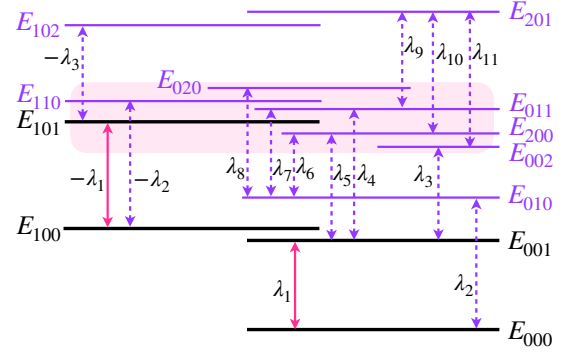 E₂₀₁
E₁₀₂
λ₉
λ₁₀
λ₁₁
−λ₃
E₀₂₀
E₁₁₀
E₀₁₁
E₁₀₁
E₂₀₀
E₀₀₂
−λ₁
−λ₂
λ₈
λ₇
λ₆
λ₅
λ₄
λ₃
E₀₁₀
E₁₀₀
E₀₀₁
λ₁
λ₂
E₀₀₀